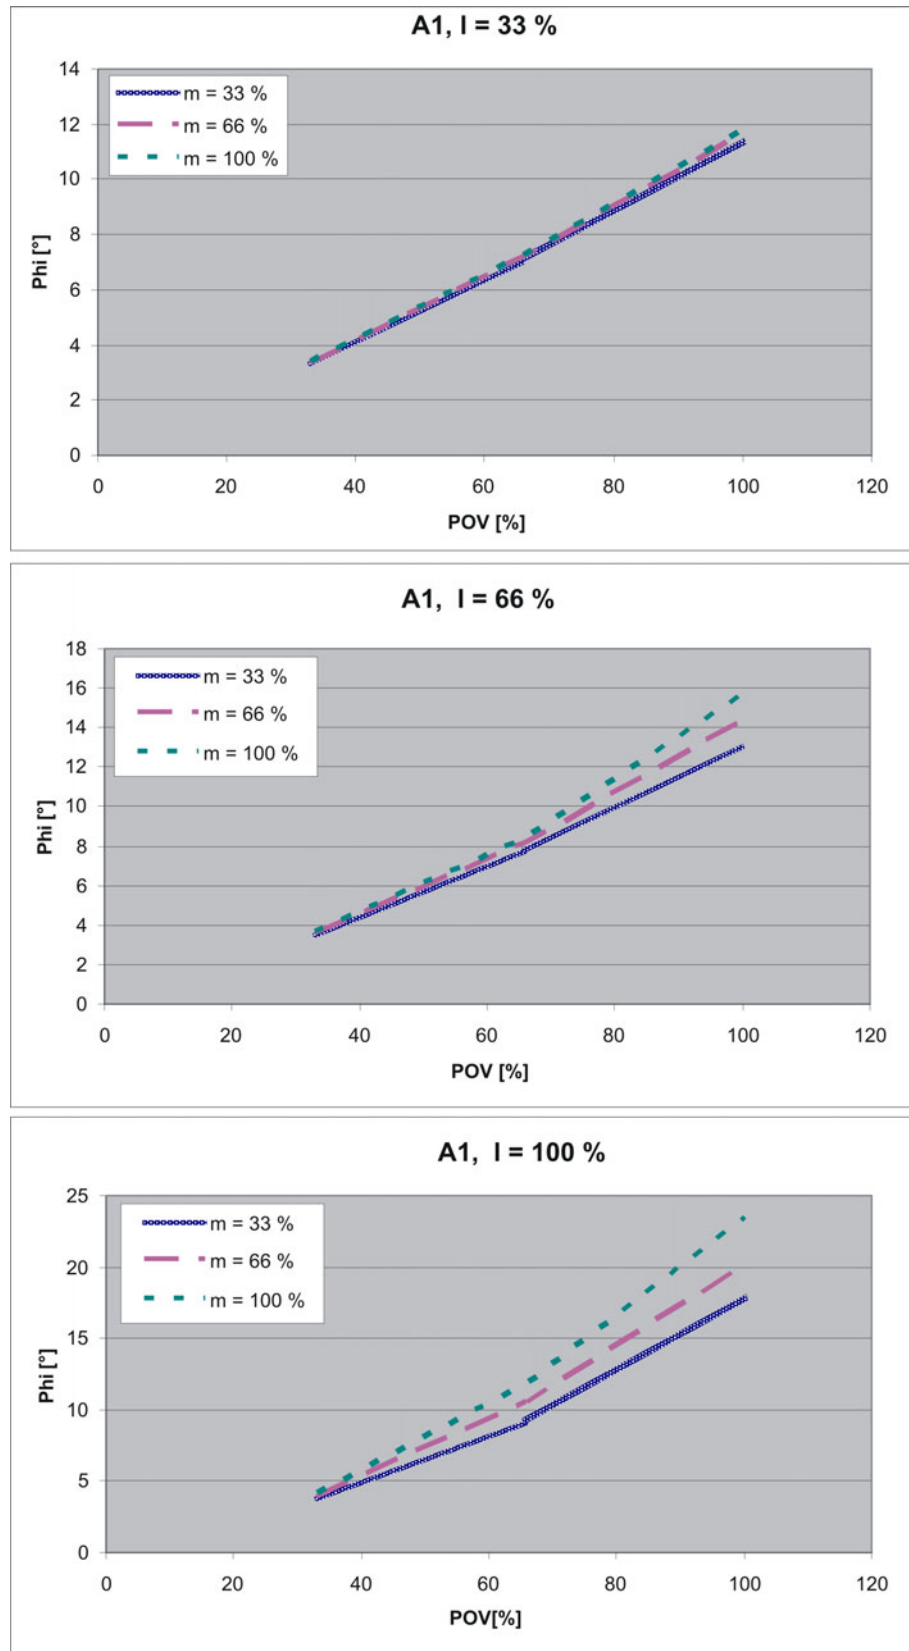 A1, l = 33 %
14
12
10
8
6
4
2
0
m = 33 %
m = 66 %
m = 100 %
Phi [°]
0 20 40 60 80 100 120
POV [%]
A1, l = 66 %
18
16
14
12
10
8
6
4
2
0
m = 33 %
m = 66 %
m = 100 %
Phi [°]
0 20 40 60 80 100 120
POV [%]
A1, l = 100 %
25
20
15
10
5
0
m = 33 %
m = 66 %
m = 100 %
Phi [°]
0 20 40 60 80 100 120
POV[%]